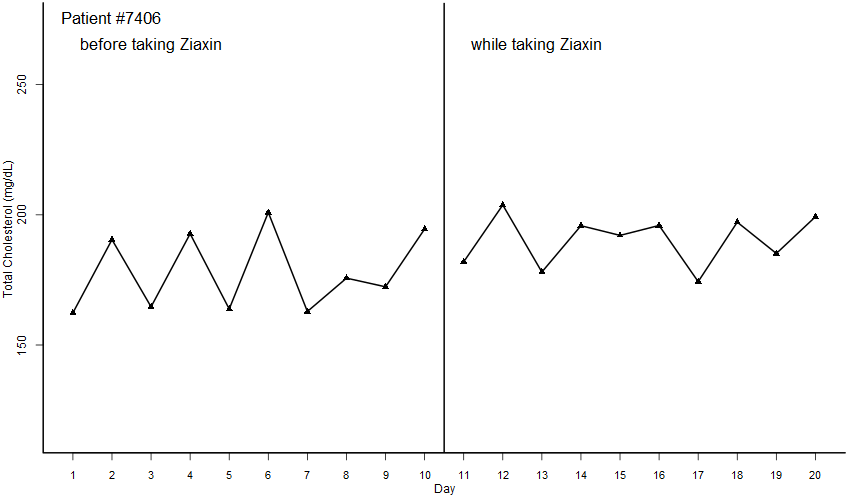 Patient #7406
before taking Ziaxin
while taking Ziaxin
Total Cholesterol (mg/dL)
250
200
150
1 2 3 4 5 6 7 8 9 10 11 12 13 14 15 16 17 18 19 20
Day